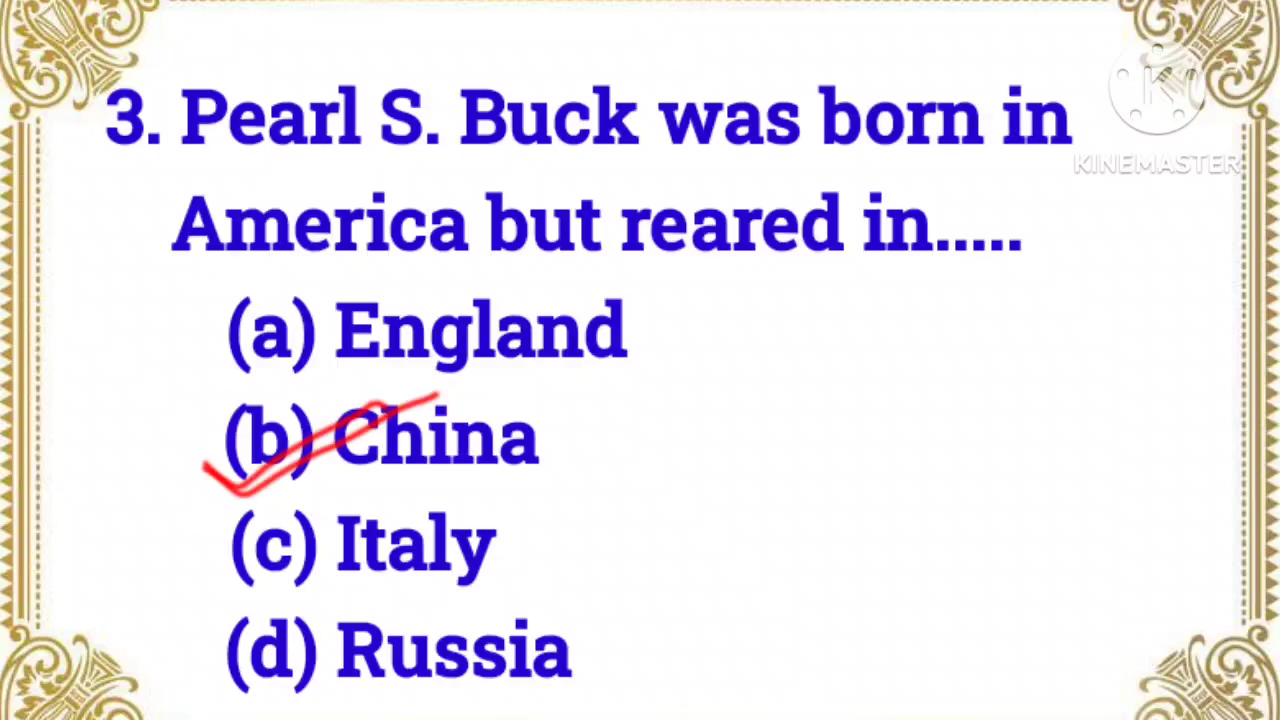 3. Pearl S. Buck was born in
America but reared in.....
(a) England
(b) China
(c) Italy
(d) Russia
K
KINEMASTER